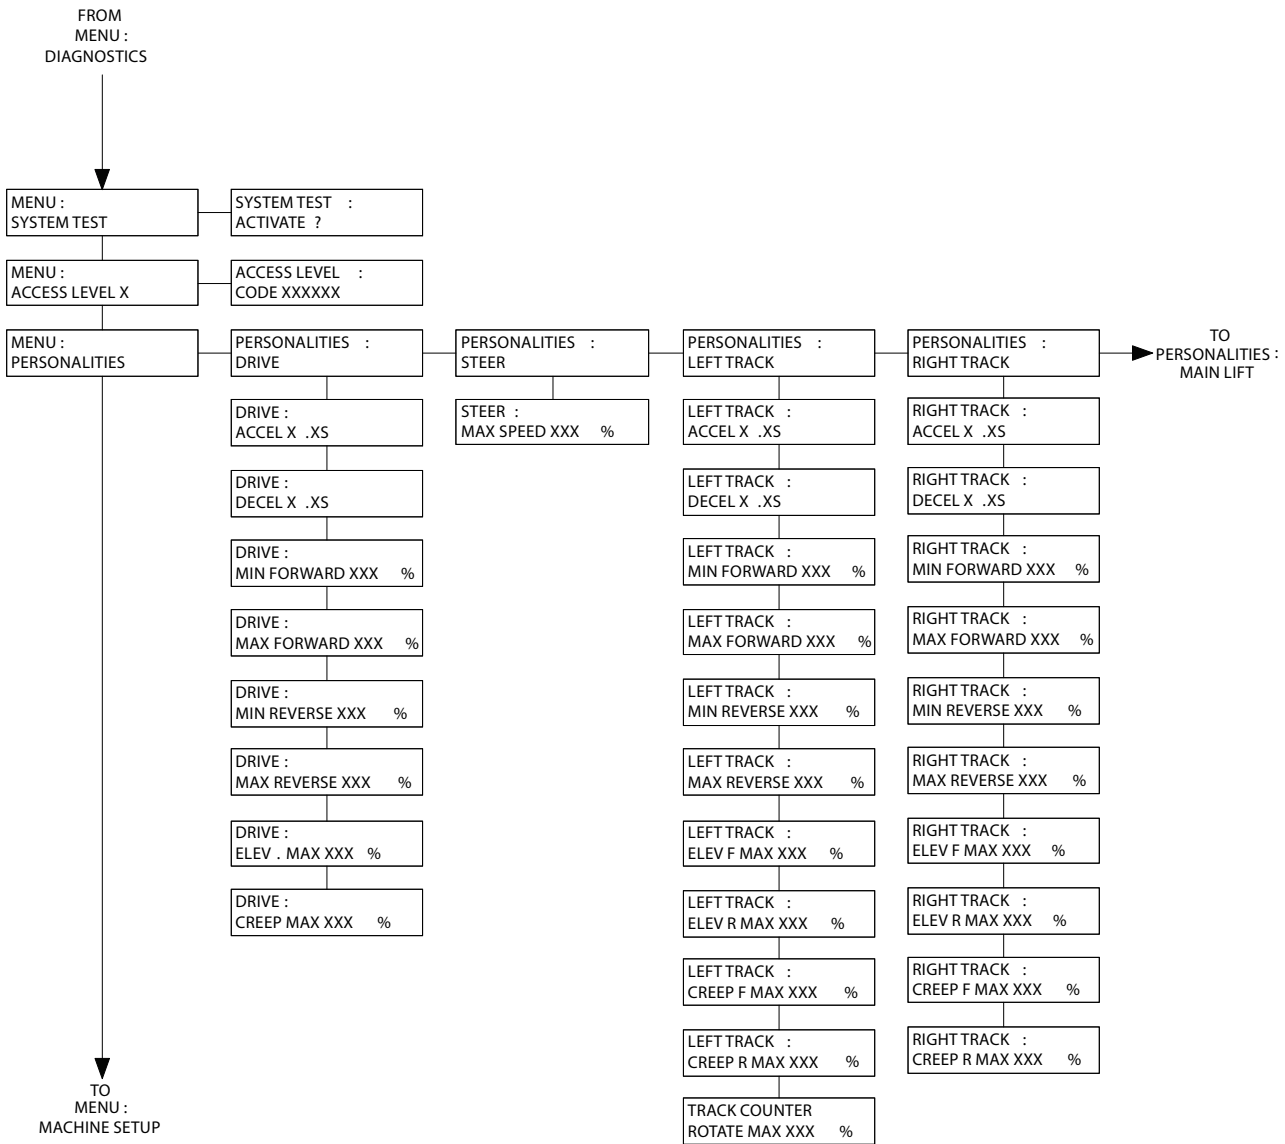 FROM
MENU :
DIAGNOSTICS
MENU :
SYSTEM TEST
SYSTEM TEST :
ACTIVATE ?
MENU :
ACCESS LEVEL X
ACCESS LEVEL :
CODE XXXXXX
MENU :
PERSONALITIES
PERSONALITIES :
DRIVE
PERSONALITIES :
STEER
PERSONALITIES :
LEFT TRACK
PERSONALITIES :
RIGHT TRACK
TO
PERSONALITIES :
MAIN LIFT
DRIVE :
ACCEL X .XS
DRIVE :
DECEL X .XS
DRIVE :
MIN FORWARD XXX %
DRIVE :
MAX FORWARD XXX %
DRIVE :
MIN REVERSE XXX %
DRIVE :
MAX REVERSE XXX %
DRIVE :
ELEV . MAX XXX %
DRIVE :
CREEP MAX XXX %
STEER :
MAX SPEED XXX %
LEFT TRACK :
ACCEL X .XS
LEFT TRACK :
DECEL X .XS
LEFT TRACK :
MIN FORWARD XXX %
LEFT TRACK :
MAX FORWARD XXX %
LEFT TRACK :
MIN REVERSE XXX %
LEFT TRACK :
MAX REVERSE XXX %
LEFT TRACK :
ELEV F MAX XXX %
LEFT TRACK :
ELEV R MAX XXX %
LEFT TRACK :
CREEP F MAX XXX %
LEFT TRACK :
CREEP R MAX XXX %
TRACK COUNTER
ROTATE MAX XXX %
RIGHT TRACK :
ACCEL X .XS
RIGHT TRACK :
DECEL X .XS
RIGHT TRACK :
MIN FORWARD XXX %
RIGHT TRACK :
MAX FORWARD XXX %
RIGHT TRACK :
MIN REVERSE XXX %
RIGHT TRACK :
MAX REVERSE XXX %
RIGHT TRACK :
ELEV F MAX XXX %
RIGHT TRACK :
ELEV R MAX XXX %
RIGHT TRACK :
CREEP F MAX XXX %
RIGHT TRACK :
CREEP R MAX XXX %
TO
MENU :
MACHINE SETUP